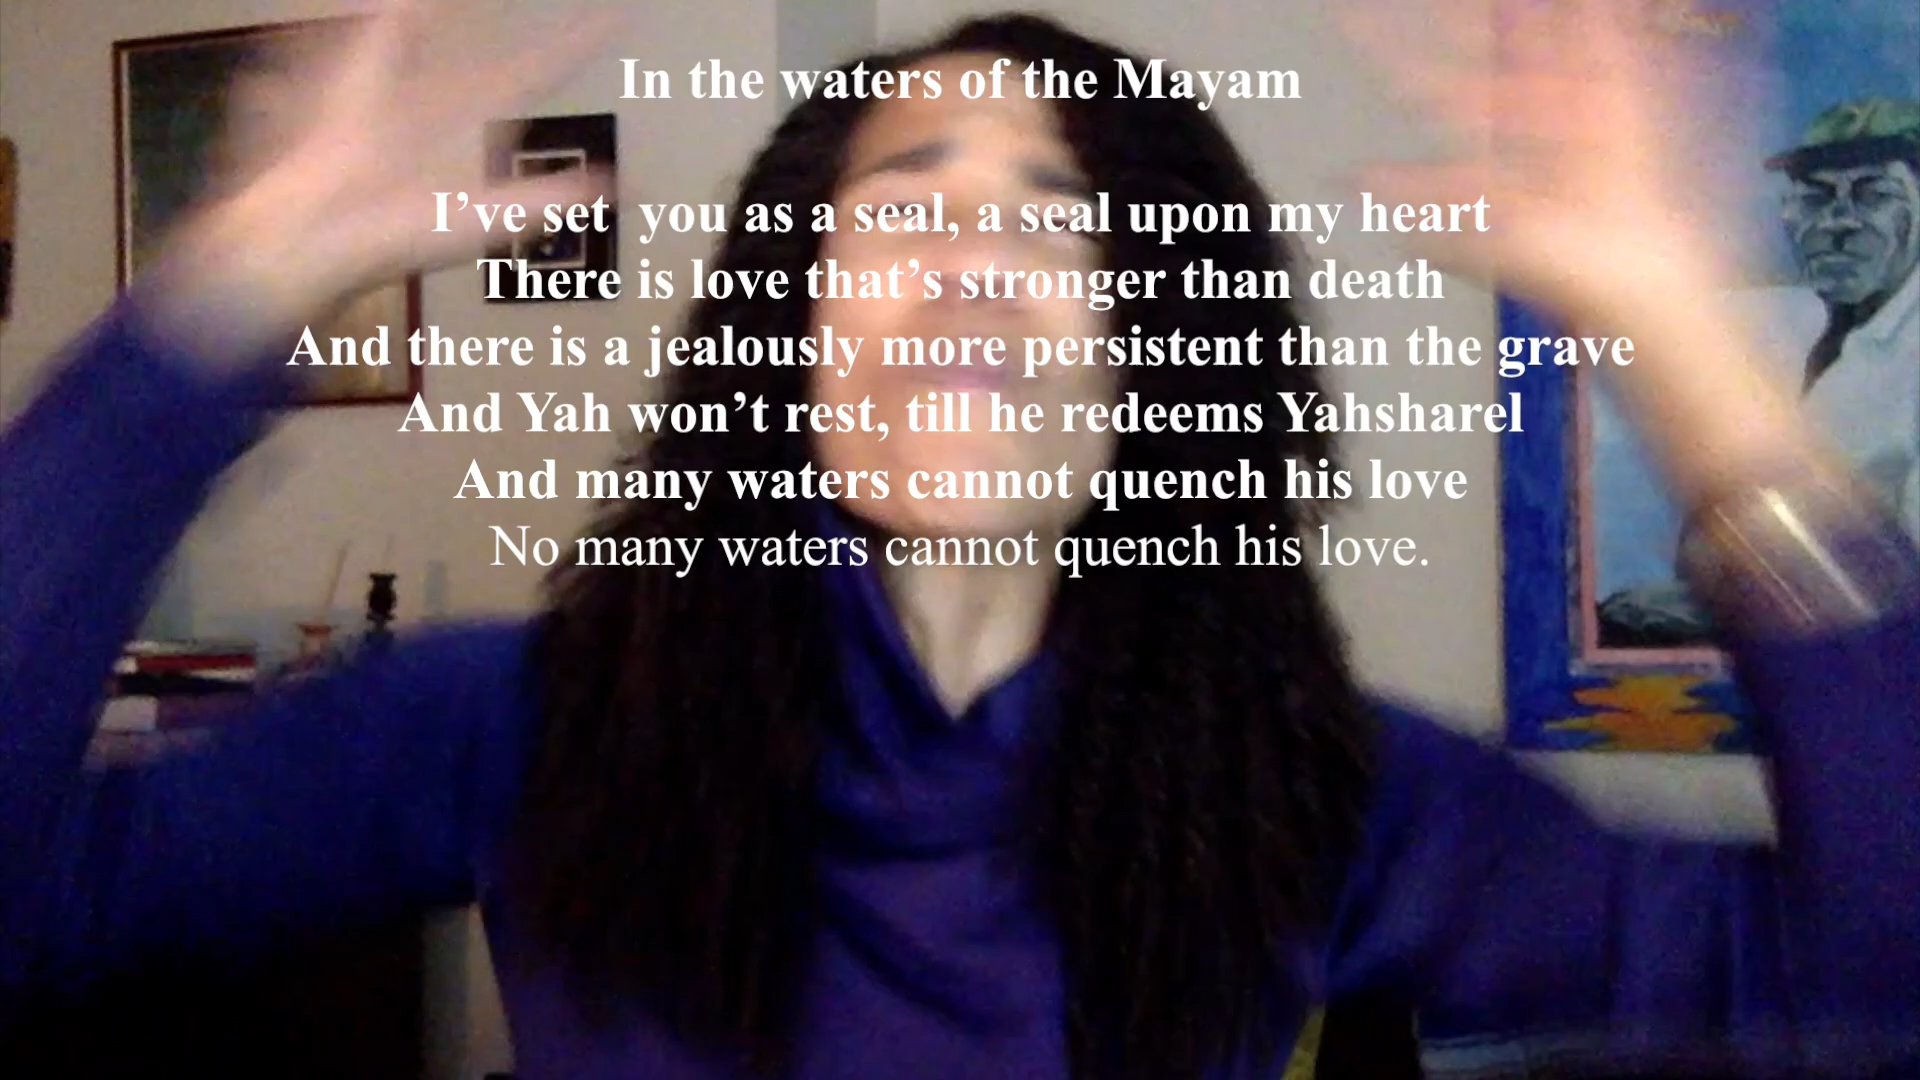 In the waters of the Mayam
I’ve set  you as a seal, a seal upon my heart
There is love that’s stronger than death
And there is a jealously more persistent than the grave
And Yah won’t rest, till he redeems Yahsharel
And many waters cannot quench his love
No many waters cannot quench his love.